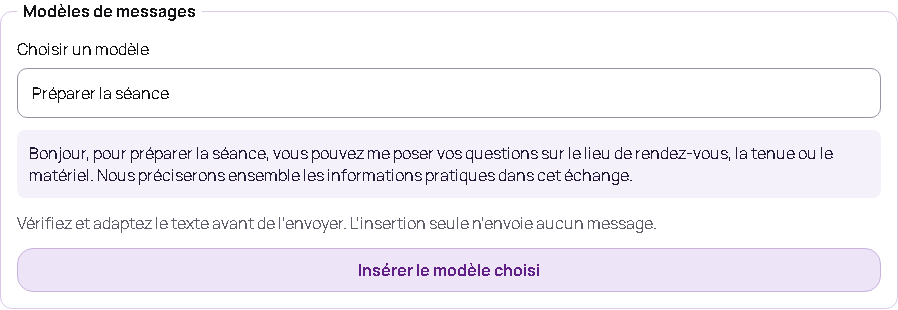 Modèles de messages
Choisir un modèle
Préparer la séance
Bonjour, pour préparer la séance, vous pouvez me poser vos questions sur le lieu de rendez-vous, la tenue ou le
matériel. Nous préciserons ensemble les informations pratiques dans cet échange.
Vérifiez et adaptez le texte avant de l'envoyer. L'insertion seule n'envoie aucun message.
Insérer le modèle choisi